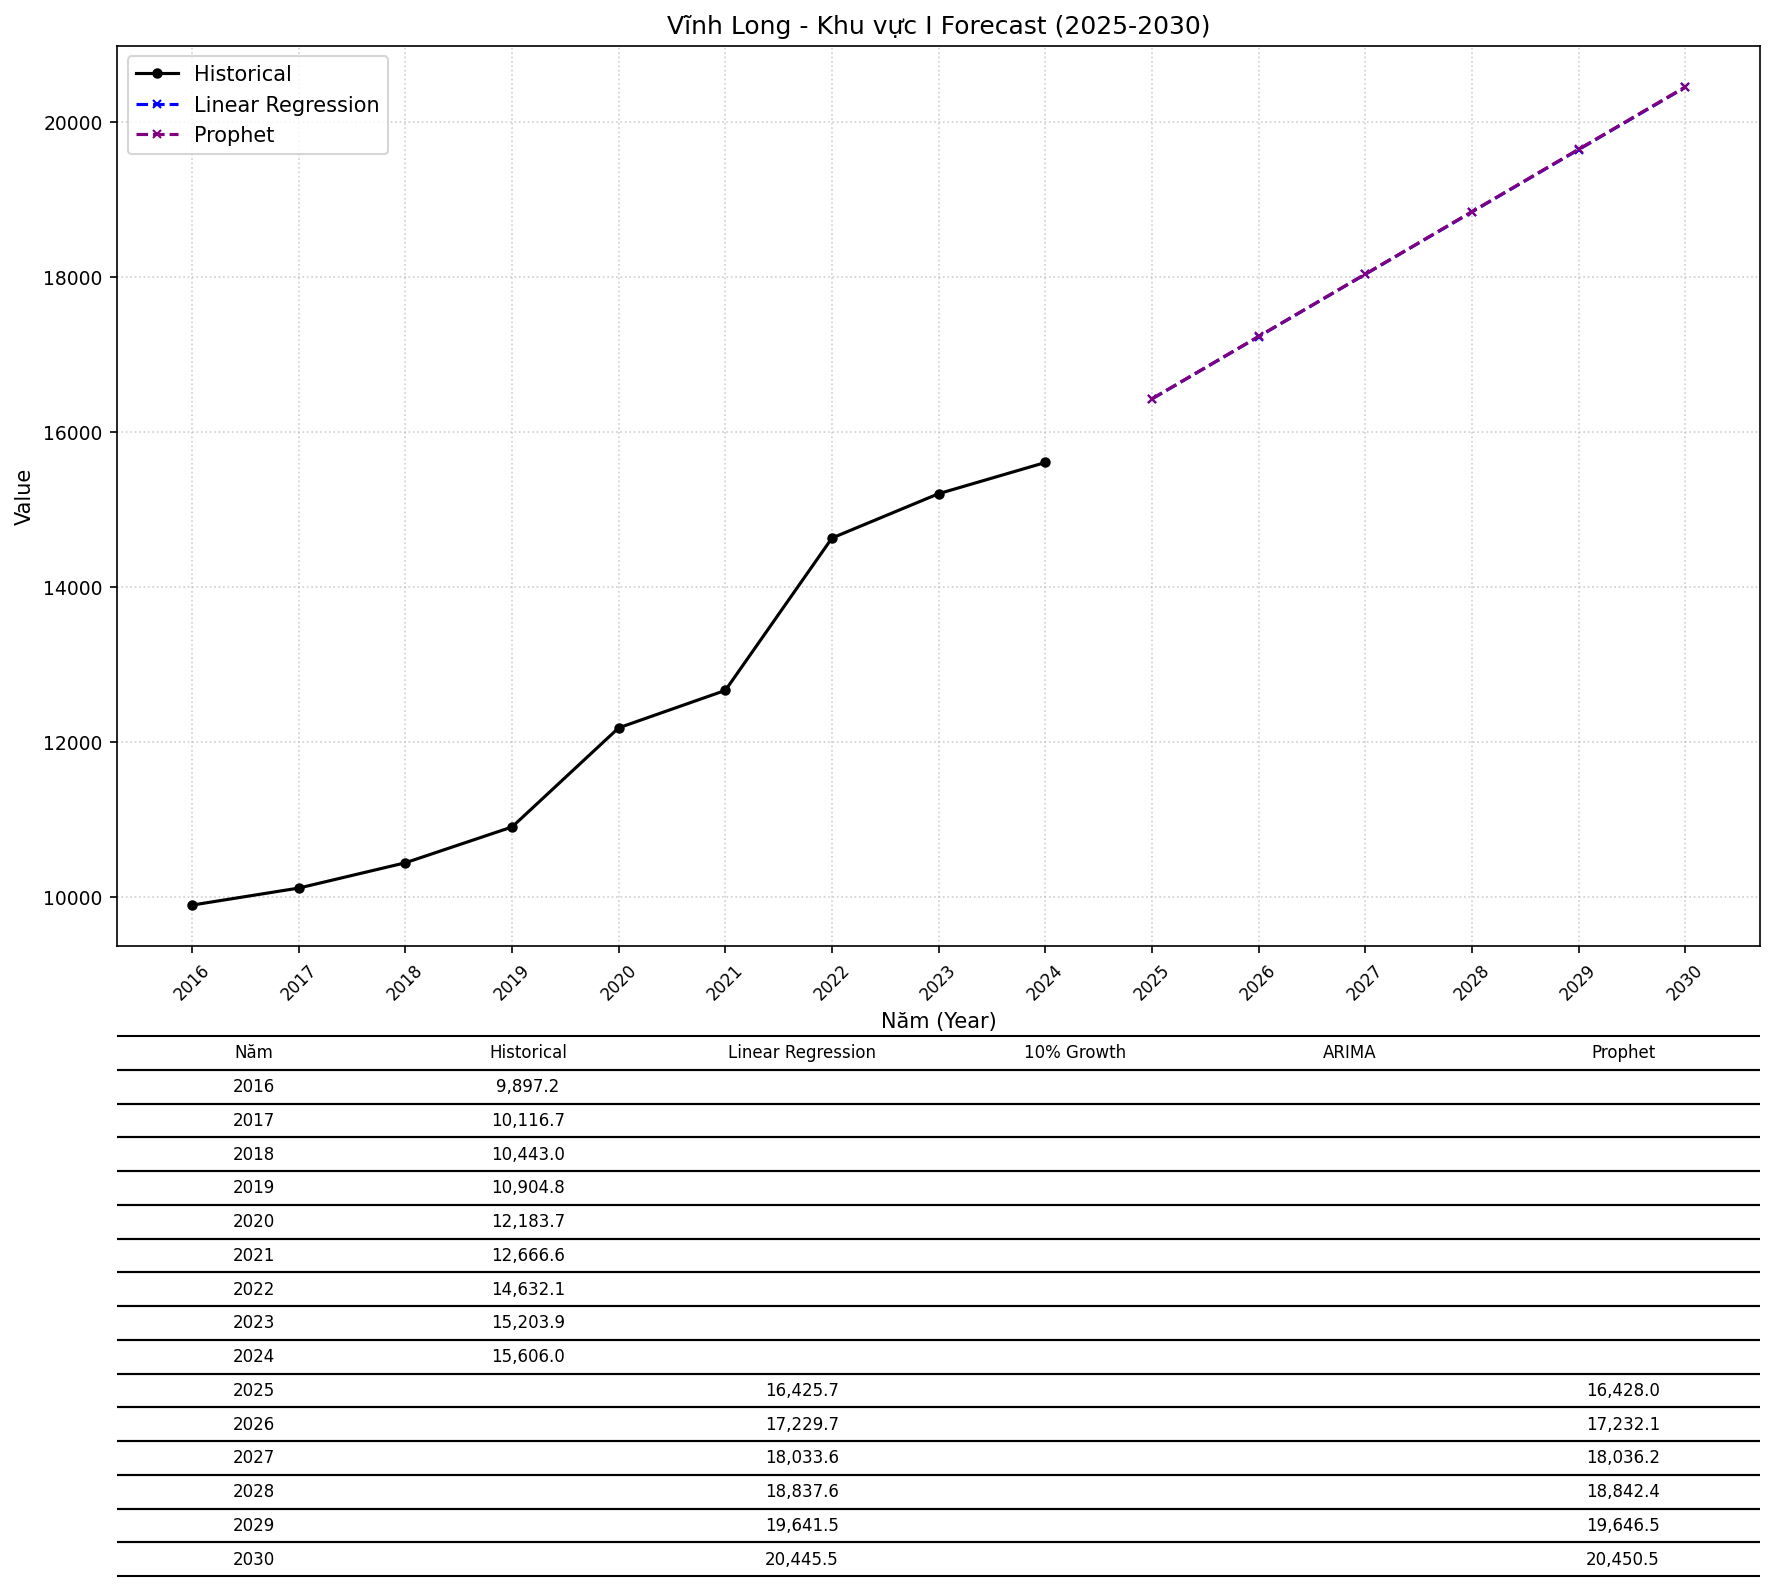 Vĩnh Long - Khu vực I Forecast (2025-2030)
Historical
Linear Regression
Prophet
Value
20000
18000
16000
14000
12000
10000
2016 2017 2018 2019 2020 2021 2022 2023 2024 2025 2026 2027 2028 2029 2030
Năm (Year)
Năm Historical Linear Regression 10% Growth ARIMA Prophet
2016 9,897.2
2017 10,116.7
2018 10,443.0
2019 10,904.8
2020 12,183.7
2021 12,666.6
2022 14,632.1
2023 15,203.9
2024 15,606.0
2025 16,425.7 16,428.0
2026 17,229.7 17,232.1
2027 18,033.6 18,036.2
2028 18,837.6 18,842.4
2029 19,641.5 19,646.5
2030 20,445.5 20,450.5